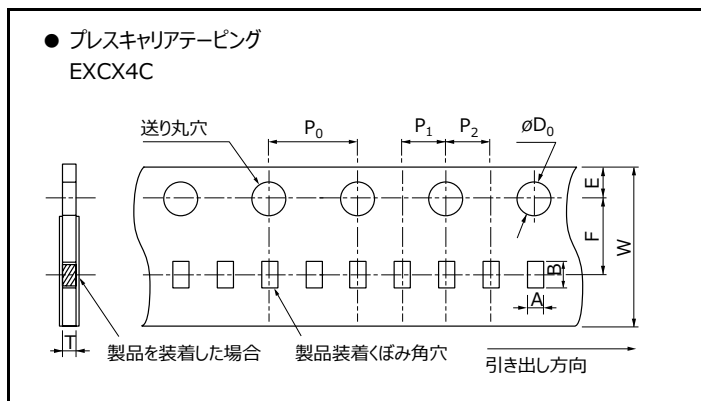 ● プレスキャリアテーピング
EXCX4C
送り丸穴
P0
P1
P2
øD0
E
F
W
B
A
T
製品を装着した場合
製品装着くぼみ角穴
引き出し方向